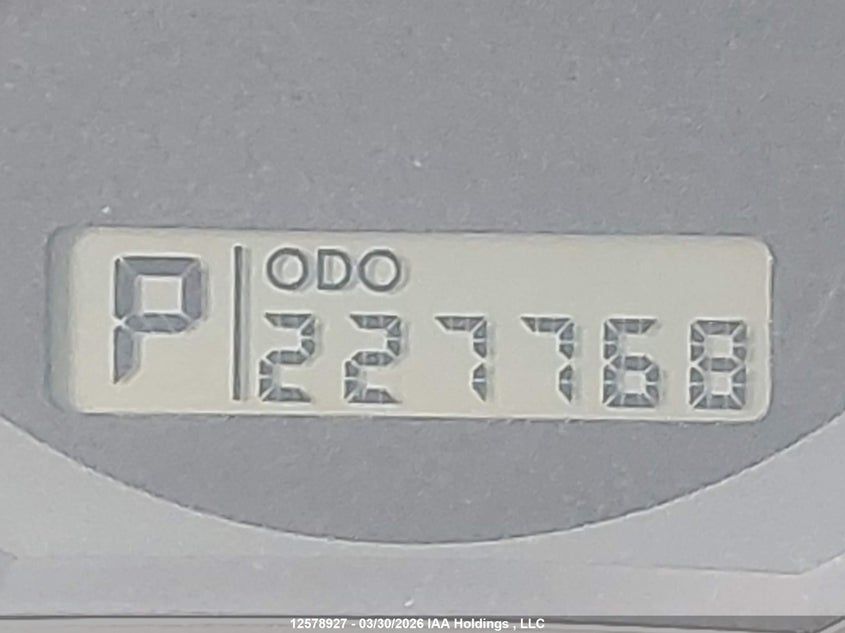 P
ODO
227768
12578927 - 03/30/2026 IAA Holdings , LLC